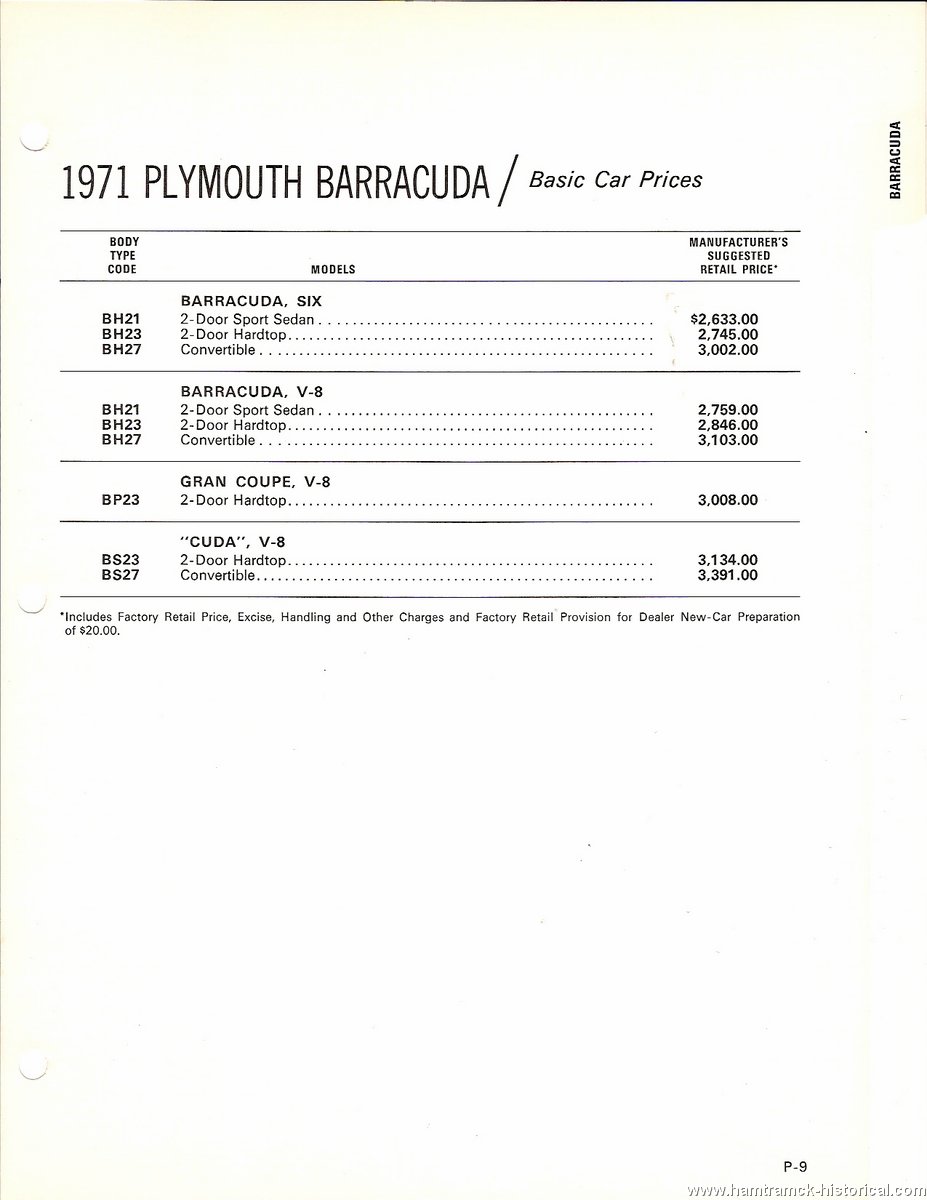 BARRACUDA
1971 PLYMOUTH BARRACUDA / Basic Car Prices
BODY
TYPE
CODE
MODELS
MANUFACTURER'S
SUGGESTED
RETAIL PRICE*
BARRACUDA, SIX
BH21 2-Door Sport Sedan . . . . . . . . . . $2,633.00
BH23 2-Door Hardtop . . . . . . . . . . 2,745.00
BH27 Convertible . . . . . . . . . . 3,002.00
BARRACUDA, V-8
BH21 2-Door Sport Sedan . . . . . . . . . . 2,759.00
BH23 2-Door Hardtop . . . . . . . . . . 2,846.00
BH27 Convertible . . . . . . . . . . 3,103.00
GRAN COUPE, V-8
BP23 2-Door Hardtop . . . . . . . . . . 3,008.00
"CUDA", V-8
BS23 2-Door Hardtop . . . . . . . . . . 3,134.00
BS27 Convertible . . . . . . . . . . 3,391.00
*Includes Factory Retail Price, Excise, Handling and Other Charges and Factory Retail Provision for Dealer New-Car Preparation
of $20.00.
P-9
www.hamtramck-historical.com